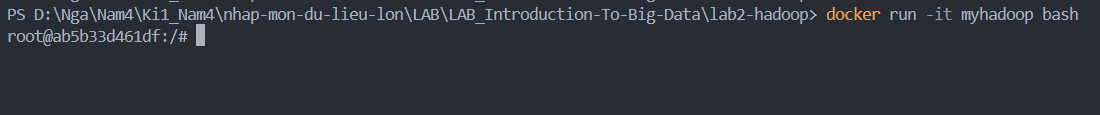 PS D:\Nga\Nam4\Ki1_Nam4\nhap-mon-du-lieu-lon\LAB\LAB_Introduction-To-Big-Data\lab2-hadoop> docker run -it myhadoop bash
root@ab5b33d461df:/#